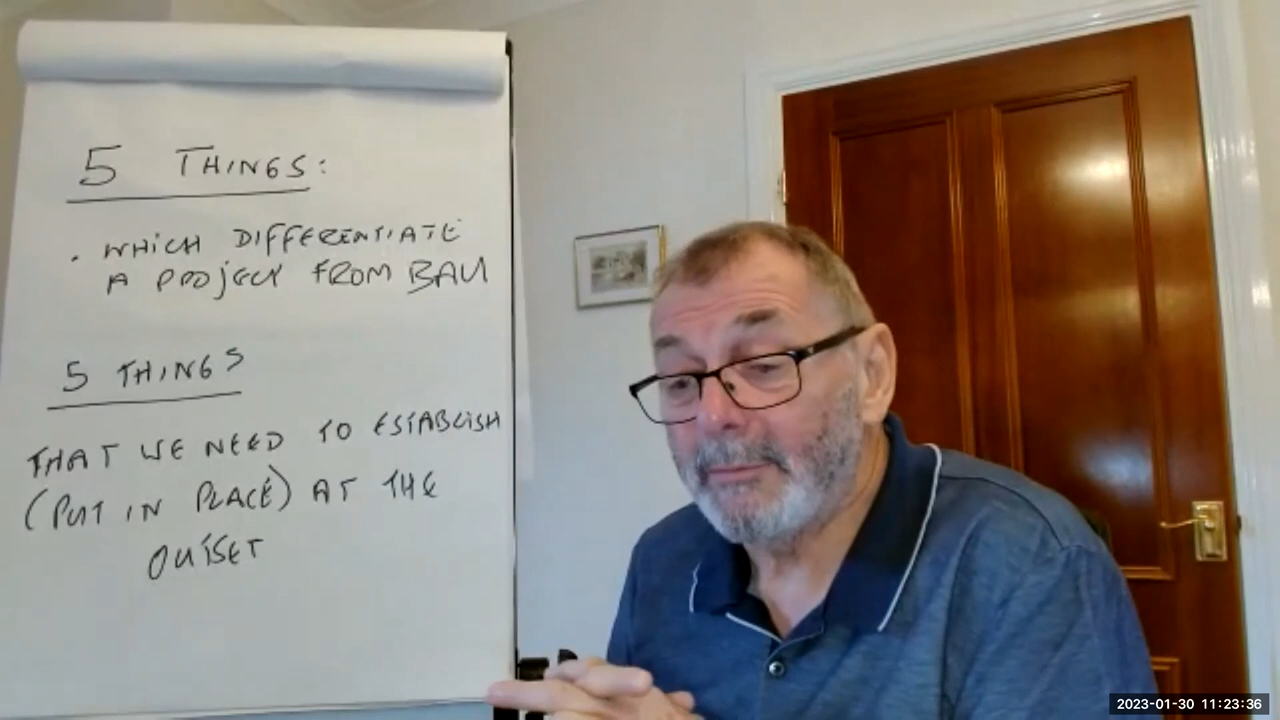 5 THINGS:
. WHICH DIFFERENTIATE
A PROJECT FROM BAU
5 THINGS
THAT WE NEED TO ESTABLISH
(PUT IN PLACE) AT THE
OUTSET
2023-01-30 11:23:36